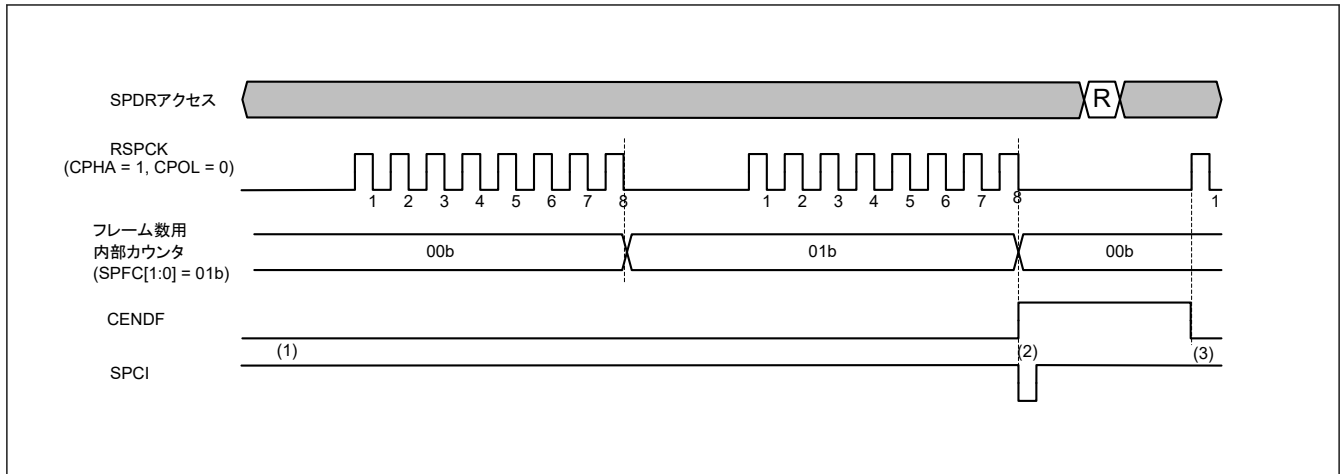 SPDRアクセス
R
RSPCK
(CPHA = 1, CPOL = 0)
1 2 3 4 5 6 7 8 1 2 3 4 5 6 7 8 1
フレーム数用
内部カウンタ
(SPFC[1:0] = 01b)
00b 01b 00b
CENDF
(1) (2) (3)
SPCI